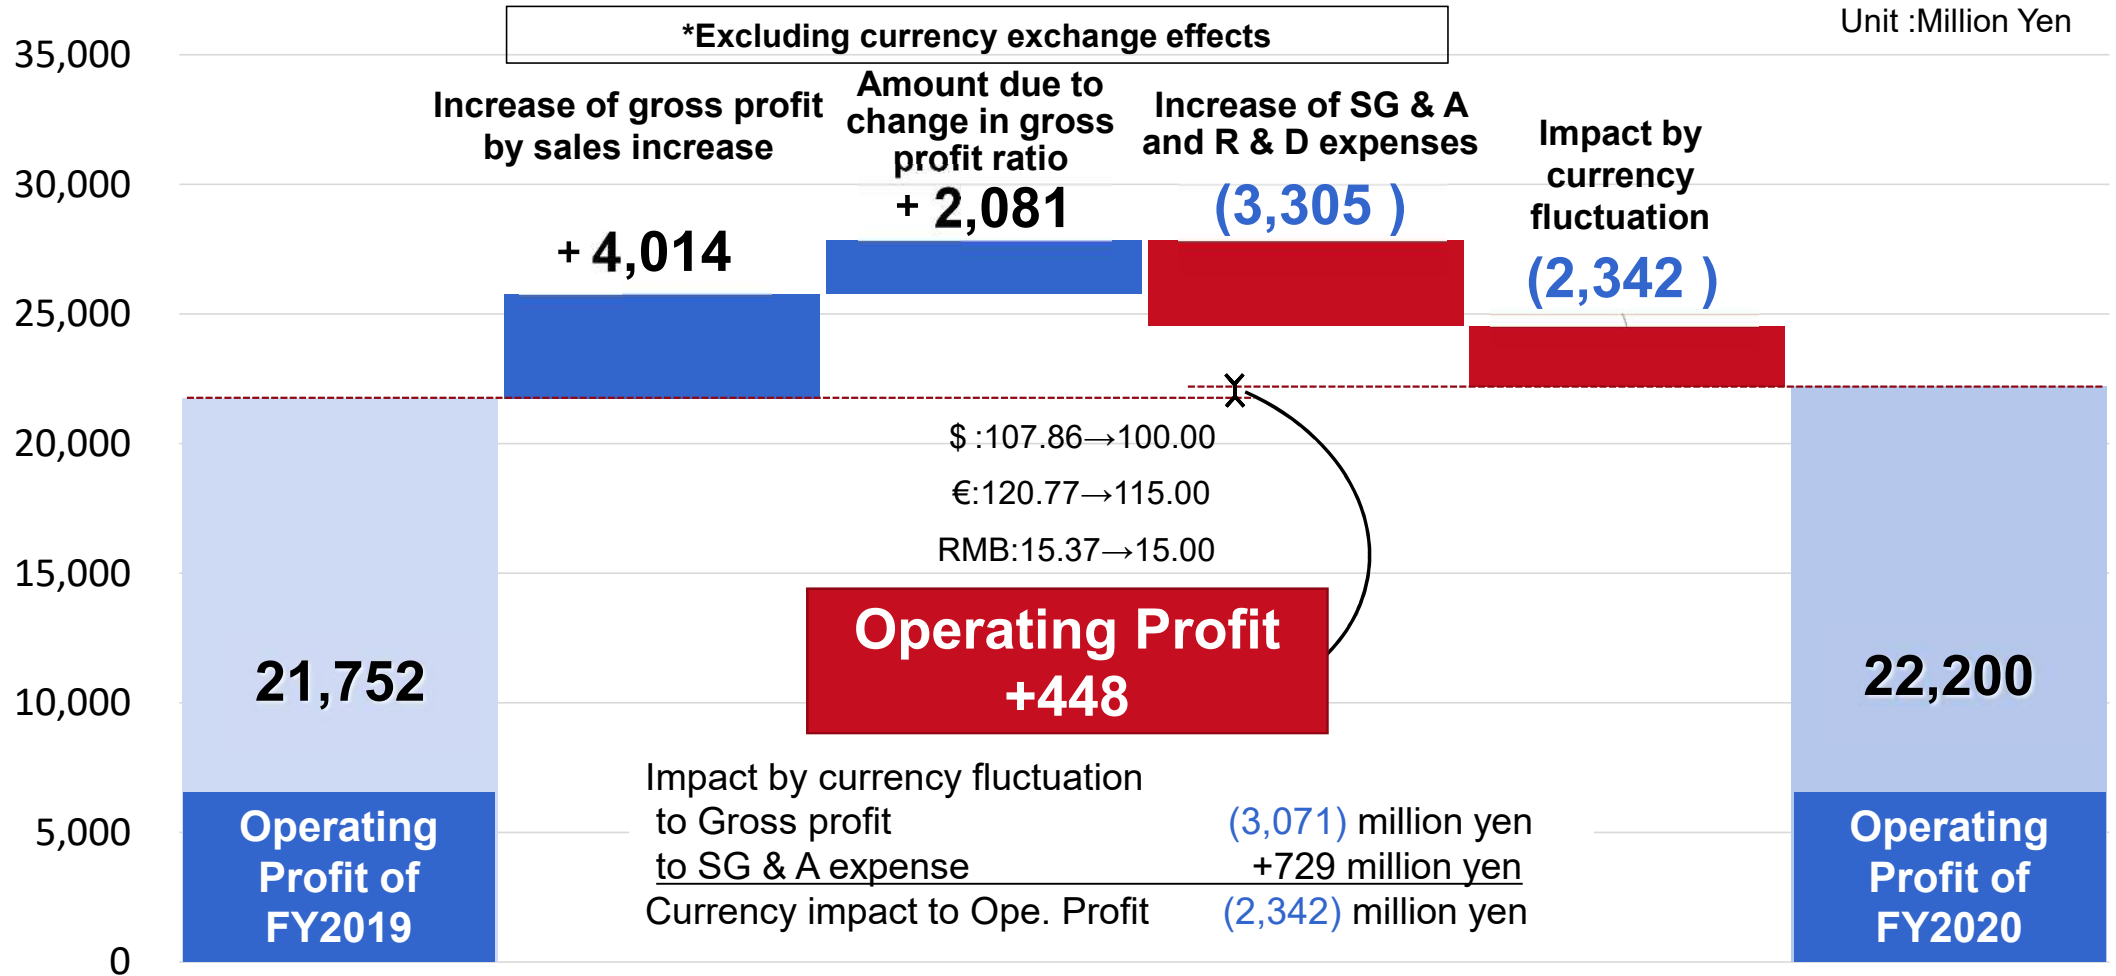 *Excluding currency exchange effects
Unit :Million Yen
35,000
30,000
25,000
20,000
15,000
10,000
5,000
0
Increase of gross profit
by sales increase
+ 4,014
Amount due to
change in gross
profit ratio
+ 2,081
Increase of SG & A
and R & D expenses
(3,305 )
Impact by
currency
fluctuation
(2,342 )
$ :107.86→100.00
€:120.77→115.00
RMB:15.37→15.00
Operating Profit
+448
21,752
Operating
Profit of
FY2019
22,200
Operating
Profit of
FY2020
Impact by currency fluctuation
to Gross profit (3,071) million yen
to SG & A expense +729 million yen
Currency impact to Ope. Profit (2,342) million yen